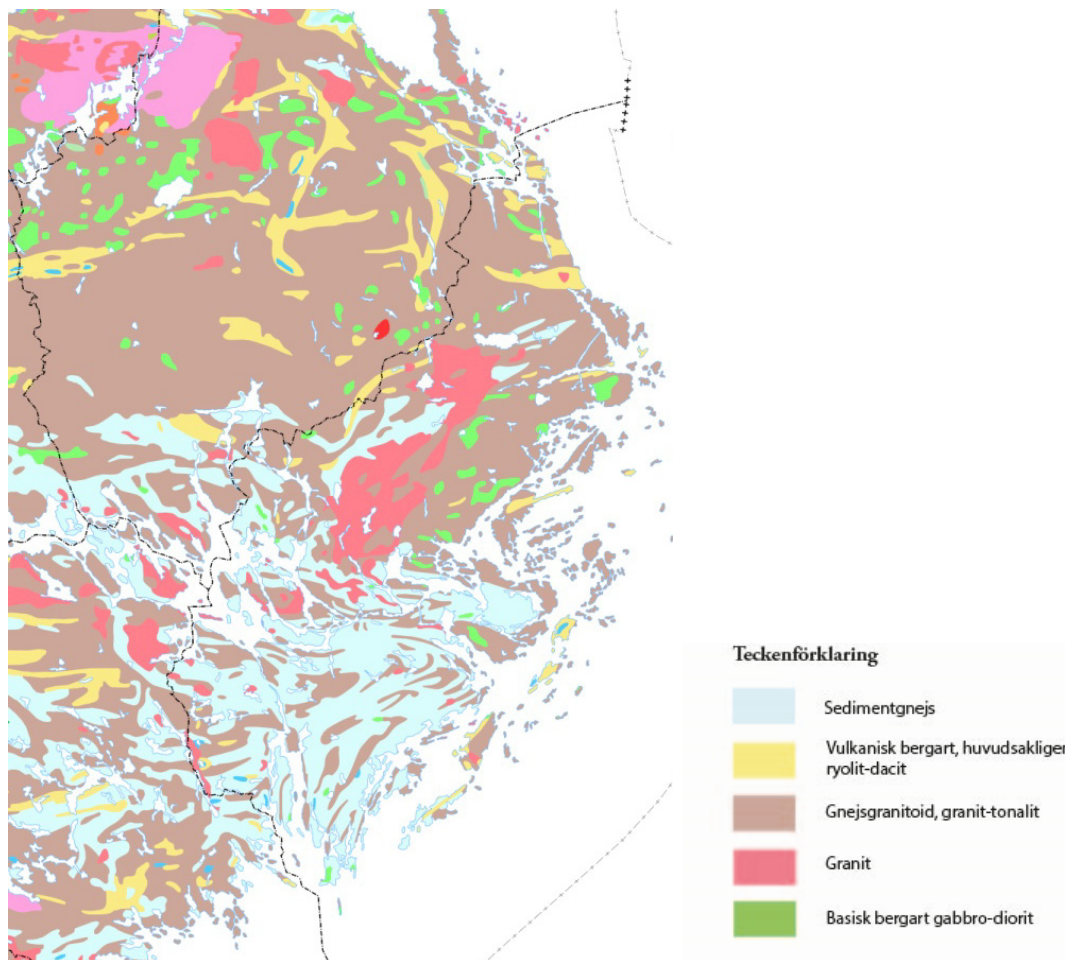 Teckenförklaring
Sedimentgnejs
Vulkanisk bergart, huvudsakligen
ryolit-dacit
Gnejsgranitoid, granit-tonalit
Granit
Basisk bergart gabbro-diorit